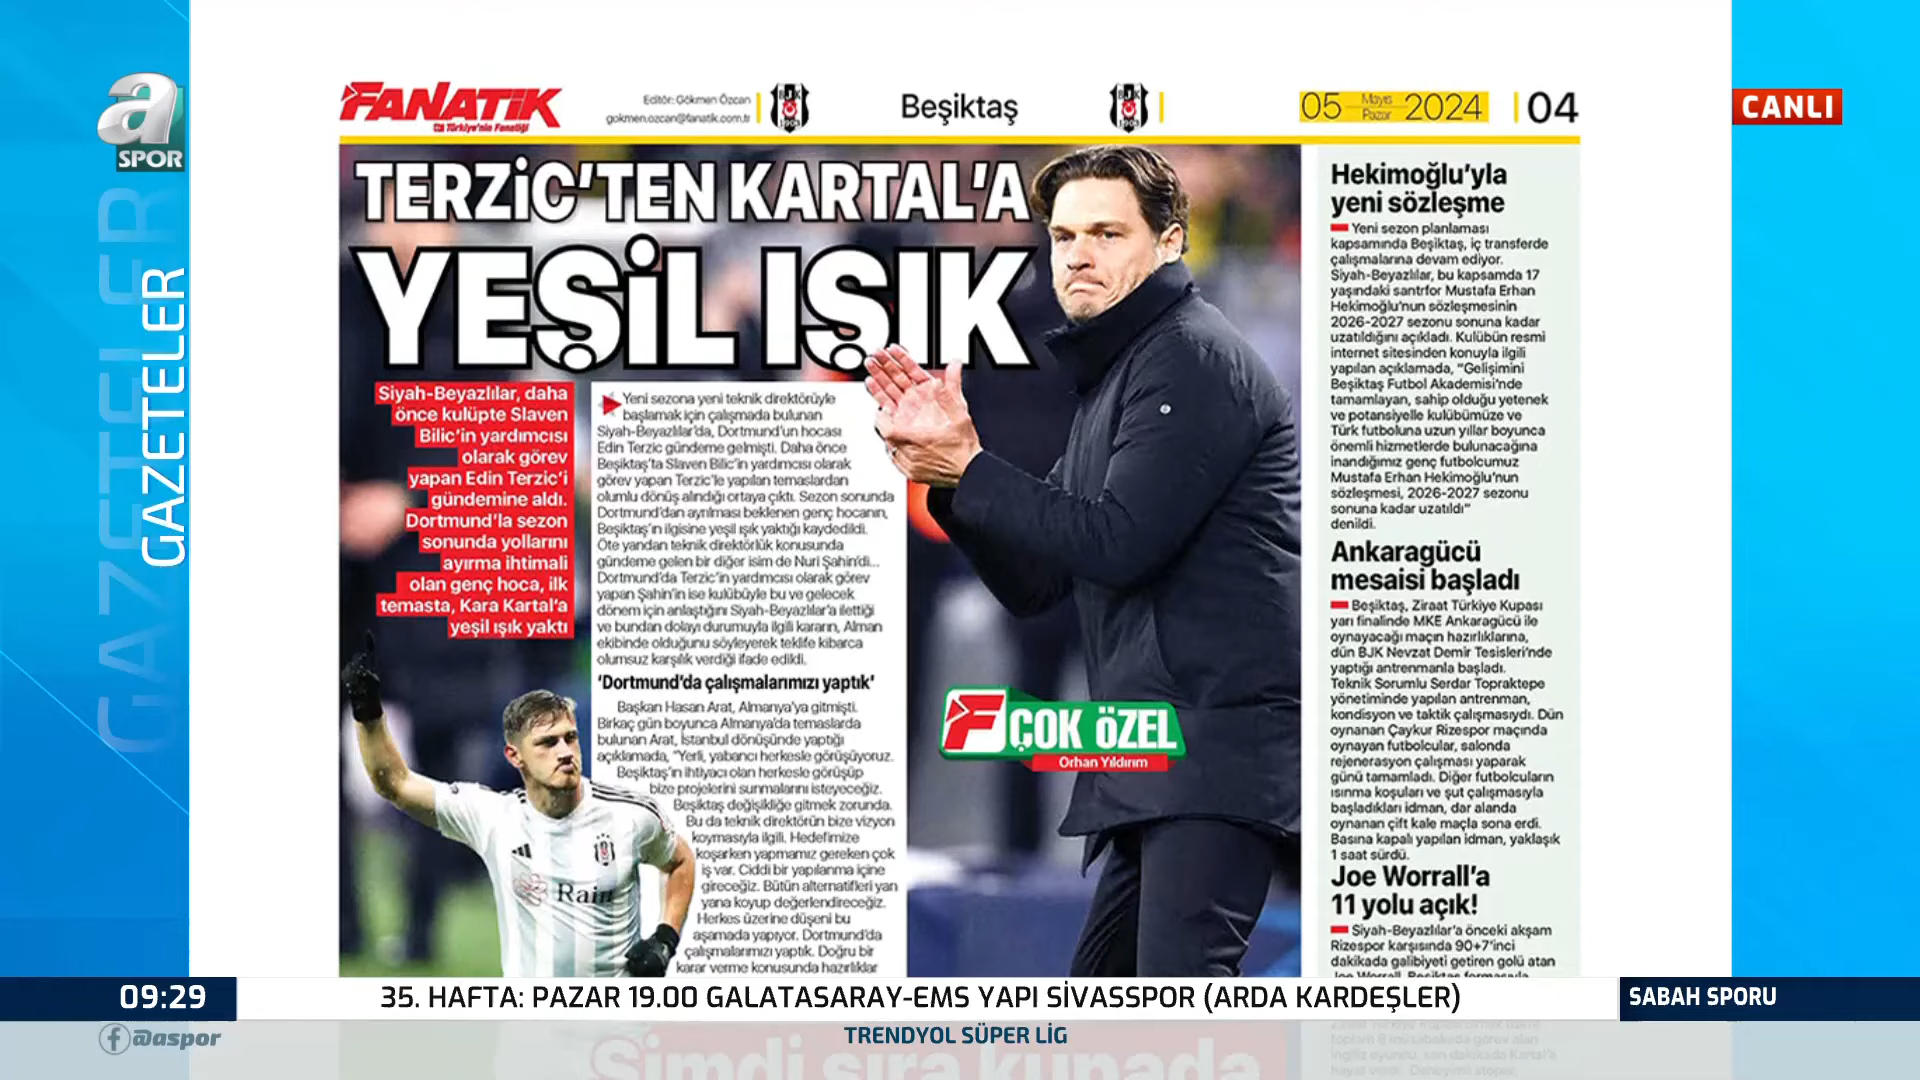 a
SPOR
GAZETELER
GAZETELER
CANLI
FANATİK
Türkiye'nin Fanatiği
Editör: Gökmen Özcan
gokmen.ozcan@fanatik.com.tr
BJK
1903
Beşiktaş
BJK
1903
05 Mayıs Pazar 2024
04
TERZİC'TEN KARTAL'A
YEŞİL IŞIK
Siyah-Beyazlılar, daha
önce kulüpte Slaven
Bilic'in yardımcısı
olarak görev
yapan Edin Terzic'i
gündemine aldı.
Dortmund'la sezon
sonunda yollarını
ayırma ihtimali
olan genç hoca, ilk
temasta, Kara Kartal'a
yeşil ışık yaktı
Yeni sezona yeni teknik direktörüyle
başlamak için çalışmada bulunan
Siyah-Beyazlılar'da, Dortmund'un hocası
Edin Terzic gündeme gelmişti. Daha önce
Beşiktaş'ta Slaven Bilic'in yardımcısı olarak
görev yapan Terzic'le yapılan temaslardan
olumlu dönüş alındığı ortaya çıktı. Sezon sonunda
Dortmund'dan ayrılması beklenen genç hocanın,
Beşiktaş'ın ilgisine yeşil ışık yaktığı kaydedildi.
Öte yandan teknik direktörlük konusunda
gündeme gelen bir diğer isim de Nuri Şahin'di...
Dortmund'da Terzic'in yardımcısı olarak görev
yapan Şahin'in ise kulübüyle bu ve gelecek
dönem için anlaştığını Siyah-Beyazlılar'a ilettiği
ve bundan dolayı durumuyla ilgili kararın, Alman
ekibinde olduğunu söyleyerek teklife kibarca
olumsuz karşılık verdiği ifade edildi.
'Dortmund'da çalışmalarımızı yaptık'
Başkan Hasan Arat, Almanya'ya gitmişti.
Birkaç gün boyunca Almanya'da temaslarda
bulunan Arat, İstanbul dönüşünde yaptığı
açıklamada, "Yerli, yabancı herkesle görüşüyoruz.
Beşiktaş'ın ihtiyacı olan herkesle görüşüp
bize projelerini sunmalarını isteyeceğiz.
Beşiktaş değişikliğe gitmek zorunda.
Bu da teknik direktörün bize vizyon
koymasıyla ilgili. Hedefimize
koşarken yapmamız gereken çok
iş var. Ciddi bir yapılanma içine
gireceğiz. Bütün alternatifleri yan
yana koyup değerlendireceğiz.
Herkes üzerine düşeni bu
aşamada yapıyor. Dortmund'da
çalışmalarımızı yaptık. Doğru bir
karar verme konusunda hazırlıklar
Rain
F ÇOK ÖZEL
Orhan Yıldırım
Hekimoğlu'yla
yeni sözleşme
Yeni sezon planlaması
kapsamında Beşiktaş, iç transferde
çalışmalarına devam ediyor.
Siyah-Beyazlılar, bu kapsamda 17
yaşındaki santrfor Mustafa Erhan
Hekimoğlu'nun sözleşmesinin
2026-2027 sezonu sonuna kadar
uzatıldığını açıkladı. Kulübün resmi
internet sitesinden konuyla ilgili
yapılan açıklamada, "Gelişimini
Beşiktaş Futbol Akademisi'nde
tamamlayan, sahip olduğu yetenek
ve potansiyelle kulübümüze ve
Türk futboluna uzun yıllar boyunca
önemli hizmetlerde bulunacağına
inandığımız genç futbolcumuz
Mustafa Erhan Hekimoğlu'nun
sözleşmesi, 2026-2027 sezonu
sonuna kadar uzatıldı"
denildi.
Ankaragücü
mesaisi başladı
Beşiktaş, Ziraat Türkiye Kupası
yarı finalinde MKE Ankaragücü ile
oynayacağı maçın hazırlıklarına,
dün BJK Nevzat Demir Tesisleri'nde
yaptığı antrenmanla başladı.
Teknik Sorumlu Serdar Topraktepe
yönetiminde yapılan antrenman,
kondisyon ve taktik çalışmasıydı. Dün
oynanan Çaykur Rizespor maçında
oynayan futbolcular, salonda
rejenerasyon çalışması yaparak
günü tamamladı. Diğer futbolcuların
ısınma koşuları ve şut çalışmasıyla
başladıkları idman, dar alanda
oynanan çift kale maçla sona erdi.
Basına kapalı yapılan idman, yaklaşık
1 saat sürdü.
Joe Worrall'a
11 yolu açık!
Siyah-Beyazlılar'a önceki akşam
Rizespor karşısında 90+7'inci
dakikada galibiyeti getiren golü atan
Joe Worrall, Beşiktaş formasıyla
09:29
35. HAFTA: PAZAR 19.00 GALATASARAY-EMS YAPI SİVASSPOR (ARDA KARDEŞLER)
SABAH SPORU
@aspor
TRENDYOL SÜPER LİG
Şimdi sıra kupada